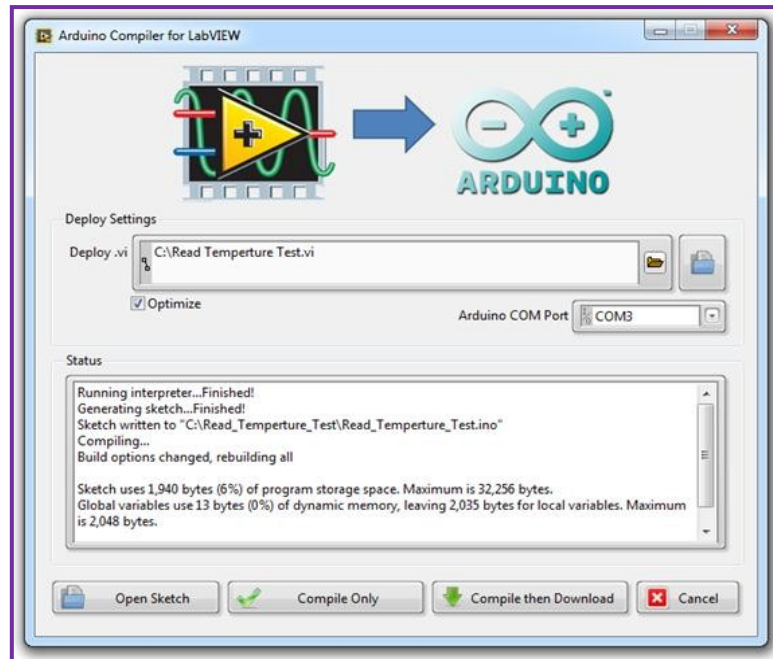 Arduino Compiler for LabVIEW
ARDUINO
Deploy Settings
Deploy .vi
C:\Read Temperture Test.vi
Optimize
Arduino COM Port
COM3
Status
Running interpreter...Finished!
Generating sketch...Finished!
Sketch written to "C:\Read_Temperture_Test\Read_Temperture_Test.ino"
Compiling...
Build options changed, rebuilding all
Sketch uses 1,940 bytes (6%) of program storage space. Maximum is 32,256 bytes.
Global variables use 13 bytes (0%) of dynamic memory, leaving 2,035 bytes for local variables. Maximum
is 2,048 bytes.
Open Sketch
Compile Only
Compile then Download
Cancel